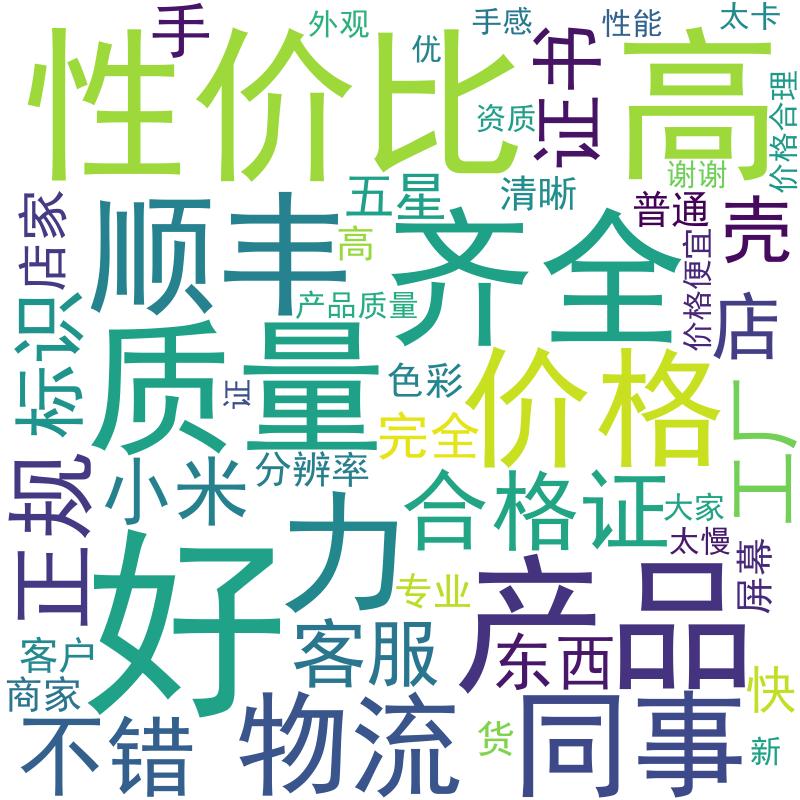 手
外观
手感
性能
太卡
优
性价比
高
证书
资质
价格合理
谢谢
五星
清晰
普通
壳
店家
顺丰
高
齐全
价格便宜
店
产品质量
标识
质量
证
色彩
价格
完全
工厂
小米
分辨率
正规
合格证
大家
太慢
好
力
专业
产品
屏幕
客服
东西
客户
商家
快
不错
物流
货
同事
新